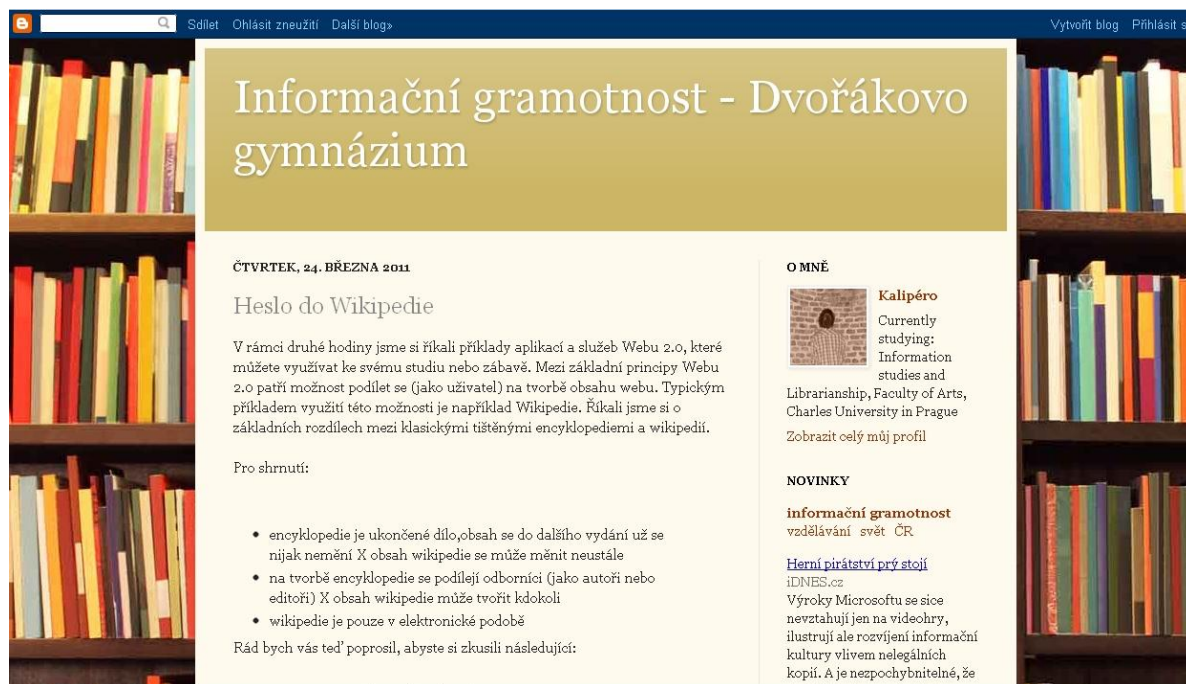 Sdílet Ohlásit zneužití Další blog» Vytvořit blog Přihlásit s
Informační gramotnost - Dvořákovo
gymnázium
ČTVRTEK, 24. BŘEZNA 2011
Heslo do Wikipedie
V rámci druhé hodiny jsme si říkali příklady aplikací a služeb Webu 2.0, které
můžete využívat ke svému studiu nebo zábavě. Mezi základní principy Webu
2.0 patří možnost podílet se (jako uživatel) na tvorbě obsahu webu. Typickým
příkladem využití této možnosti je například Wikipedie. Říkali jsme si o
základních rozdílech mezi klasickými tištěnými encyklopediemi a wikipedií.
Pro shrnutí:
• encyklopedie je ukončené dílo,obsah se do dalšího vydání už se
nijak nemění X obsah wikipedie se může měnit neustále
• na tvorbě encyklopedie se podílejí odborníci (jako autoři nebo
editoři) X obsah wikipedie může tvořit kdokoli
• wikipedie je pouze v elektronické podobě
Rád bych vás teď poprosil, abyste si zkusili následující:
O MNĚ
Kalipéro
Currently
studying:
Information
studies and
Librarianship, Faculty of Arts,
Charles University in Prague
Zobrazit celý můj profil
NOVINKY
informační gramotnost
vzdělávání svět ČR
Herní pirátství prý stojí
iDNES.cz
Výroky Microsoftu se sice
nevztahují jen na videohry,
ilustrují ale rozvíjení informační
kultury vlivem nelegálních
kopií. A je nezpochybnitelné, že